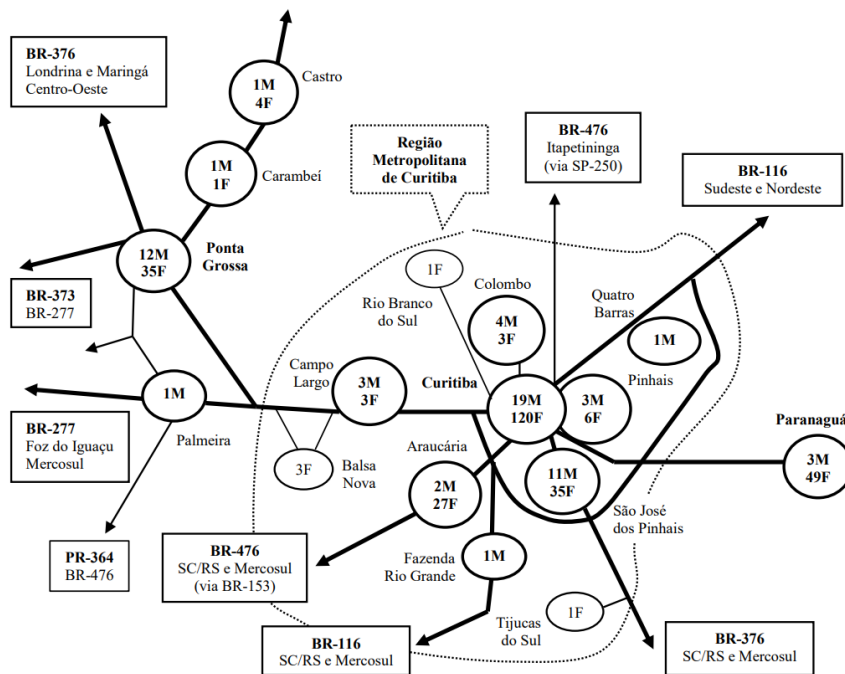 BR-376
Londrina e Maringá
Centro-Oeste
1M
4F
Castro
1M
1F
Carambeí
Região
Metropolitana
de Curitiba
BR-476
Itapetininga
(via SP-250)
BR-116
Sudeste e Nordeste
12M
35F
Ponta
Grossa
BR-373
BR-277
1F
Rio Branco
do Sul
Colombo
4M
3F
Quatro
Barras
1M
Pinhais
Campo
Largo
3M
3F
Curitiba
19M
120F
3M
6F
1M
Palmeira
BR-277
Foz do Iguaçu
Mercosul
Paranaguá
3M
49F
3F
Balsa
Nova
Araucária
2M
27F
11M
35F
São José
dos Pinhais
PR-364
BR-476
BR-476
SC/RS e Mercosul
(via BR-153)
Fazenda
Rio Grande
1M
Tijucas
do Sul
1F
BR-116
SC/RS e Mercosul
BR-376
SC/RS e Mercosul